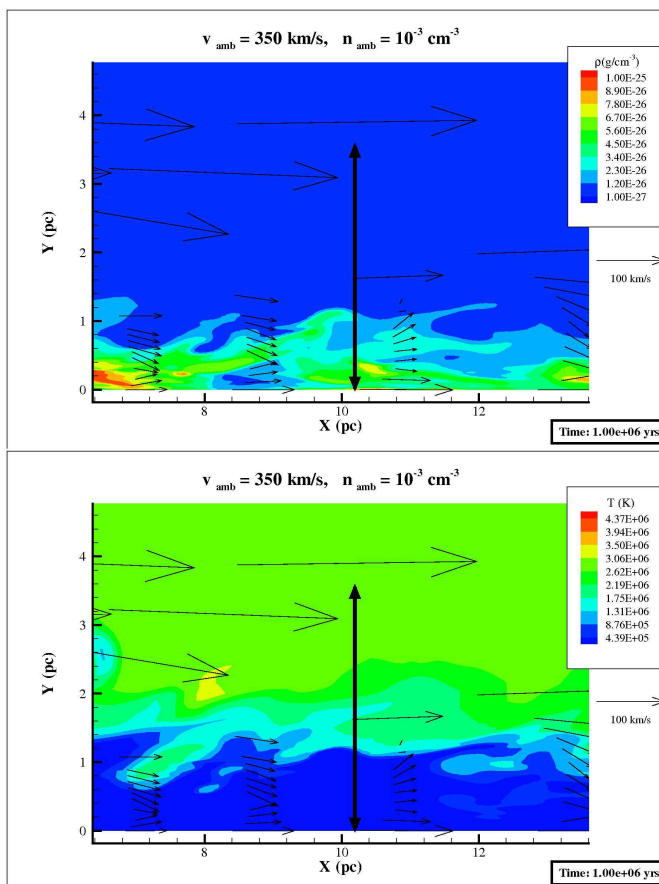 v amb = 350 km/s, n amb = 10⁻³ cm⁻³
ρ(g/cm⁻³)
1.00E-25
8.90E-26
7.80E-26
6.70E-26
5.60E-26
4.50E-26
3.40E-26
2.30E-26
1.20E-26
1.00E-27
4
3
2
1
0
Y (pc)
100 km/s
8
10
12
X (pc)
Time: 1.00e+06 yrs
v amb = 350 km/s, n amb = 10⁻³ cm⁻³
T (K)
4.37E+06
3.94E+06
3.50E+06
3.06E+06
2.62E+06
2.19E+06
1.75E+06
1.31E+06
8.76E+05
4.39E+05
4
3
2
1
0
Y (pc)
100 km/s
8
10
12
X (pc)
Time: 1.00e+06 yrs